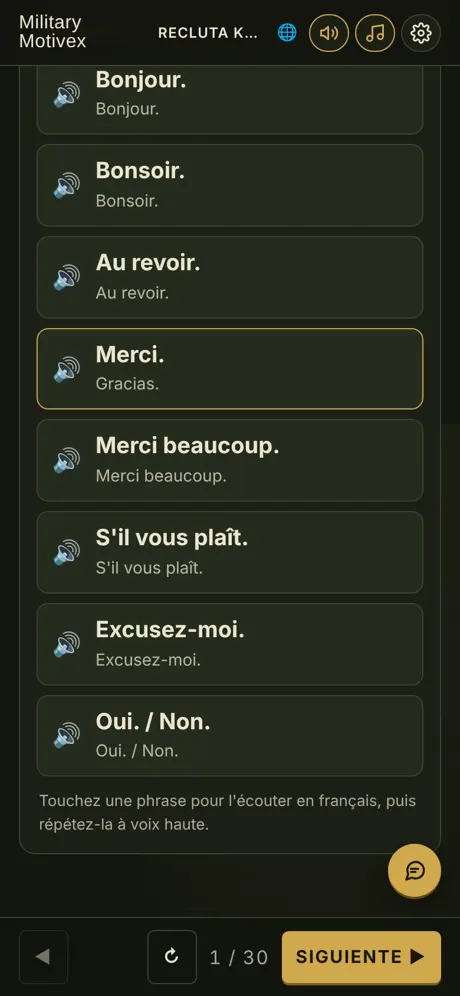 Military
Motivex
RECLUTA K...
Bonjour.
Bonjour.
Bonsoir.
Bonsoir.
Au revoir.
Au revoir.
Merci.
Gracias.
Merci beaucoup.
Merci beaucoup.
S'il vous plaît.
S'il vous plaît.
Excusez-moi.
Excusez-moi.
Oui. / Non.
Oui. / Non.
Touchez une phrase pour l'écouter en français, puis
répétez-la à voix haute.
1 / 30
SIGUIENTE ▶